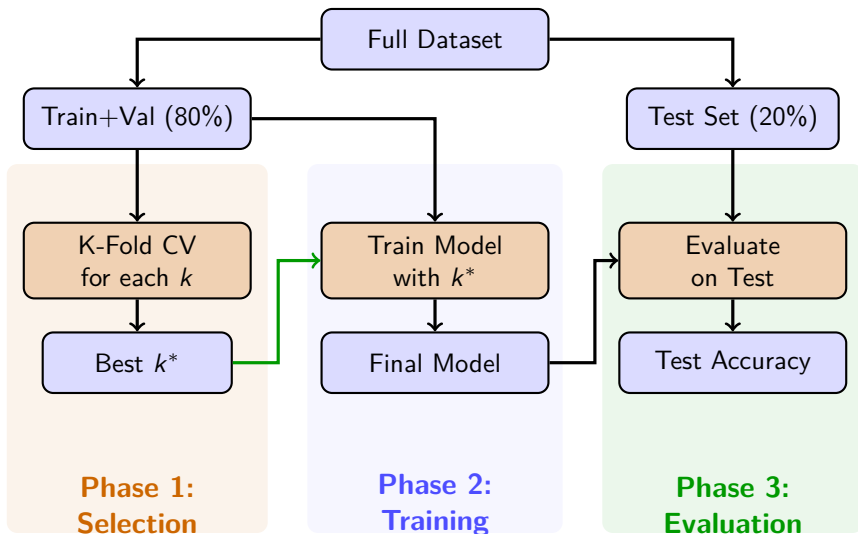 Full Dataset
Train+Val (80%)
Test Set (20%)
K-Fold CV
for each k
Train Model
with k*
Evaluate
on Test
Best k*
Final Model
Test Accuracy
Phase 1:
Selection
Phase 2:
Training
Phase 3:
Evaluation